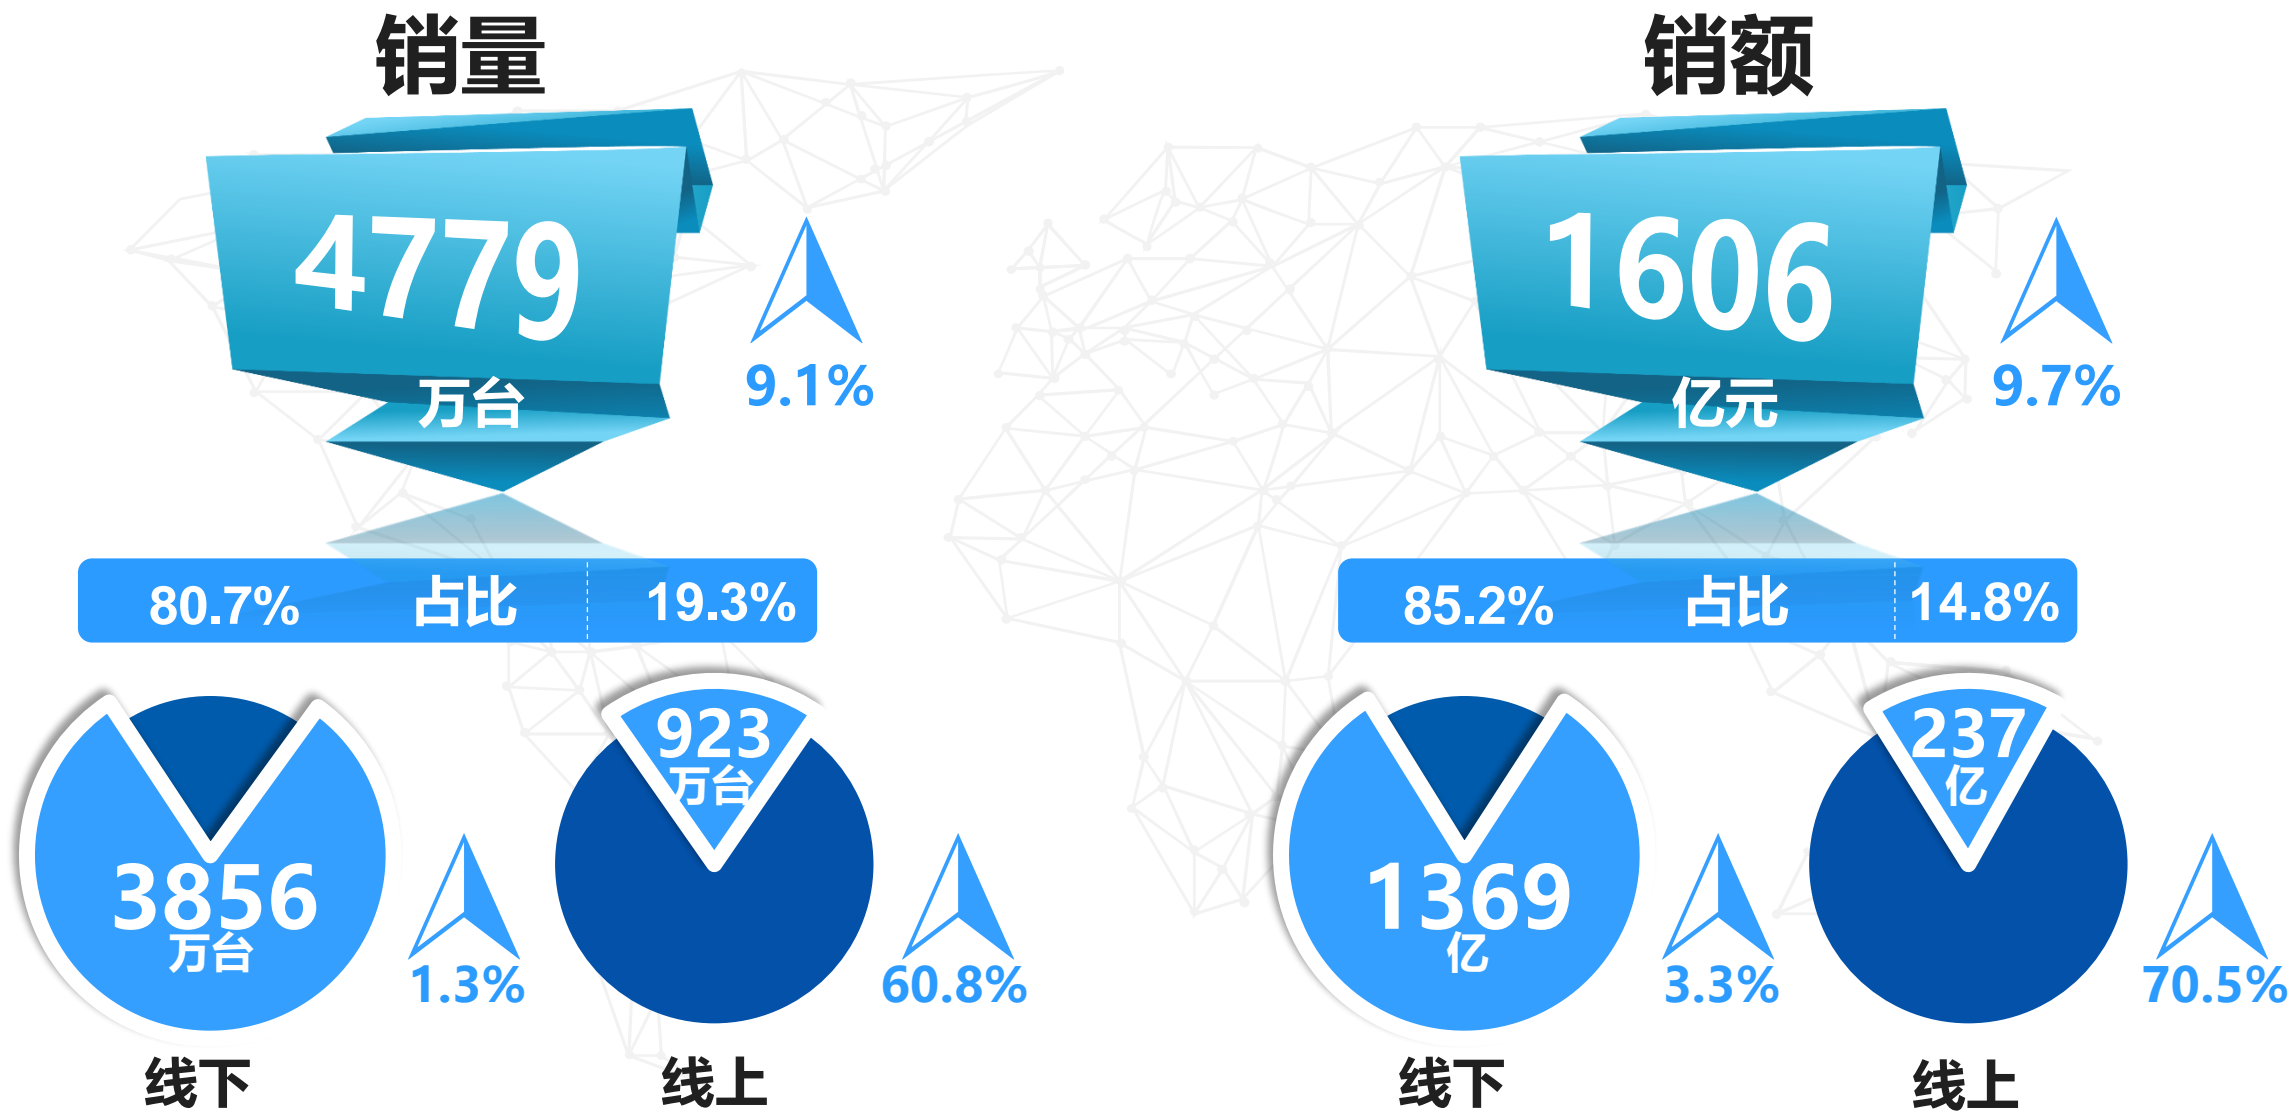 销量
4779
万台
9.1%
80.7% 占比 19.3%
3856
万台
1.3%
线下
923
万台
60.8%
线上
销额
1606
亿元
9.7%
85.2% 占比 14.8%
1369
亿
3.3%
线下
237
亿
70.5%
线上